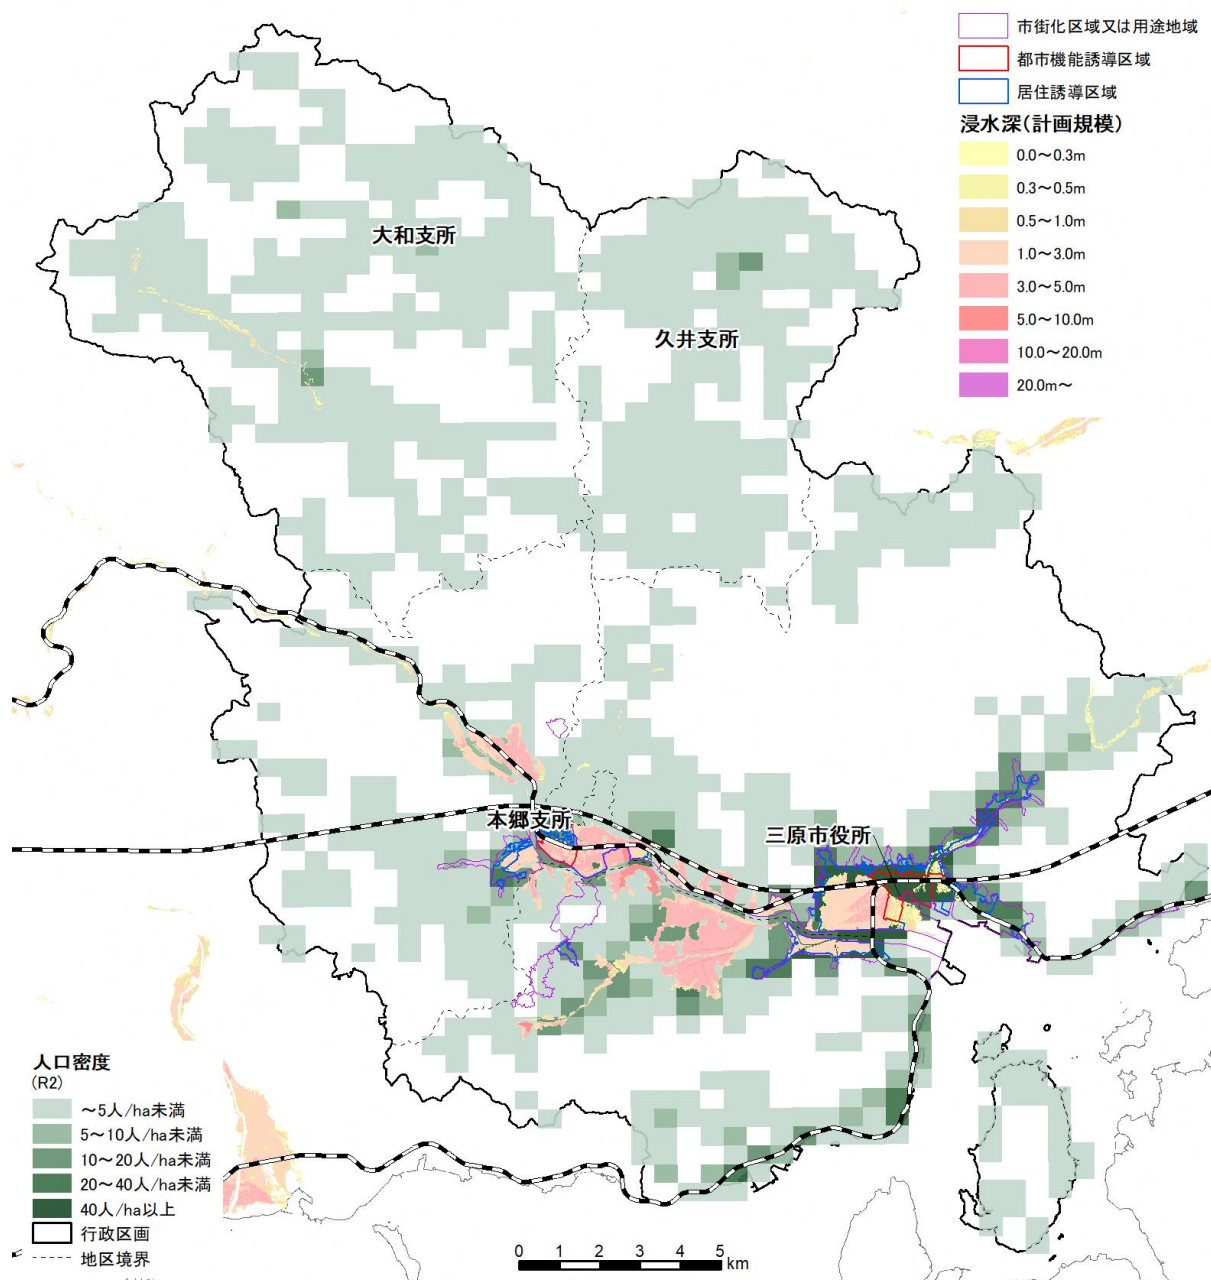 市街化区域又は用途地域
都市機能誘導区域
居住誘導区域
浸水深(計画規模)
0.0～0.3m
0.3～0.5m
0.5～1.0m
1.0～3.0m
3.0～5.0m
5.0～10.0m
10.0～20.0m
20.0m～
大和支所
久井支所
本郷支所
三原市役所
人口密度
(R2)
～5人/ha未満
5～10人/ha未満
10～20人/ha未満
20～40人/ha未満
40人/ha以上
行政区画
地区境界
0 1 2 3 4 5
km